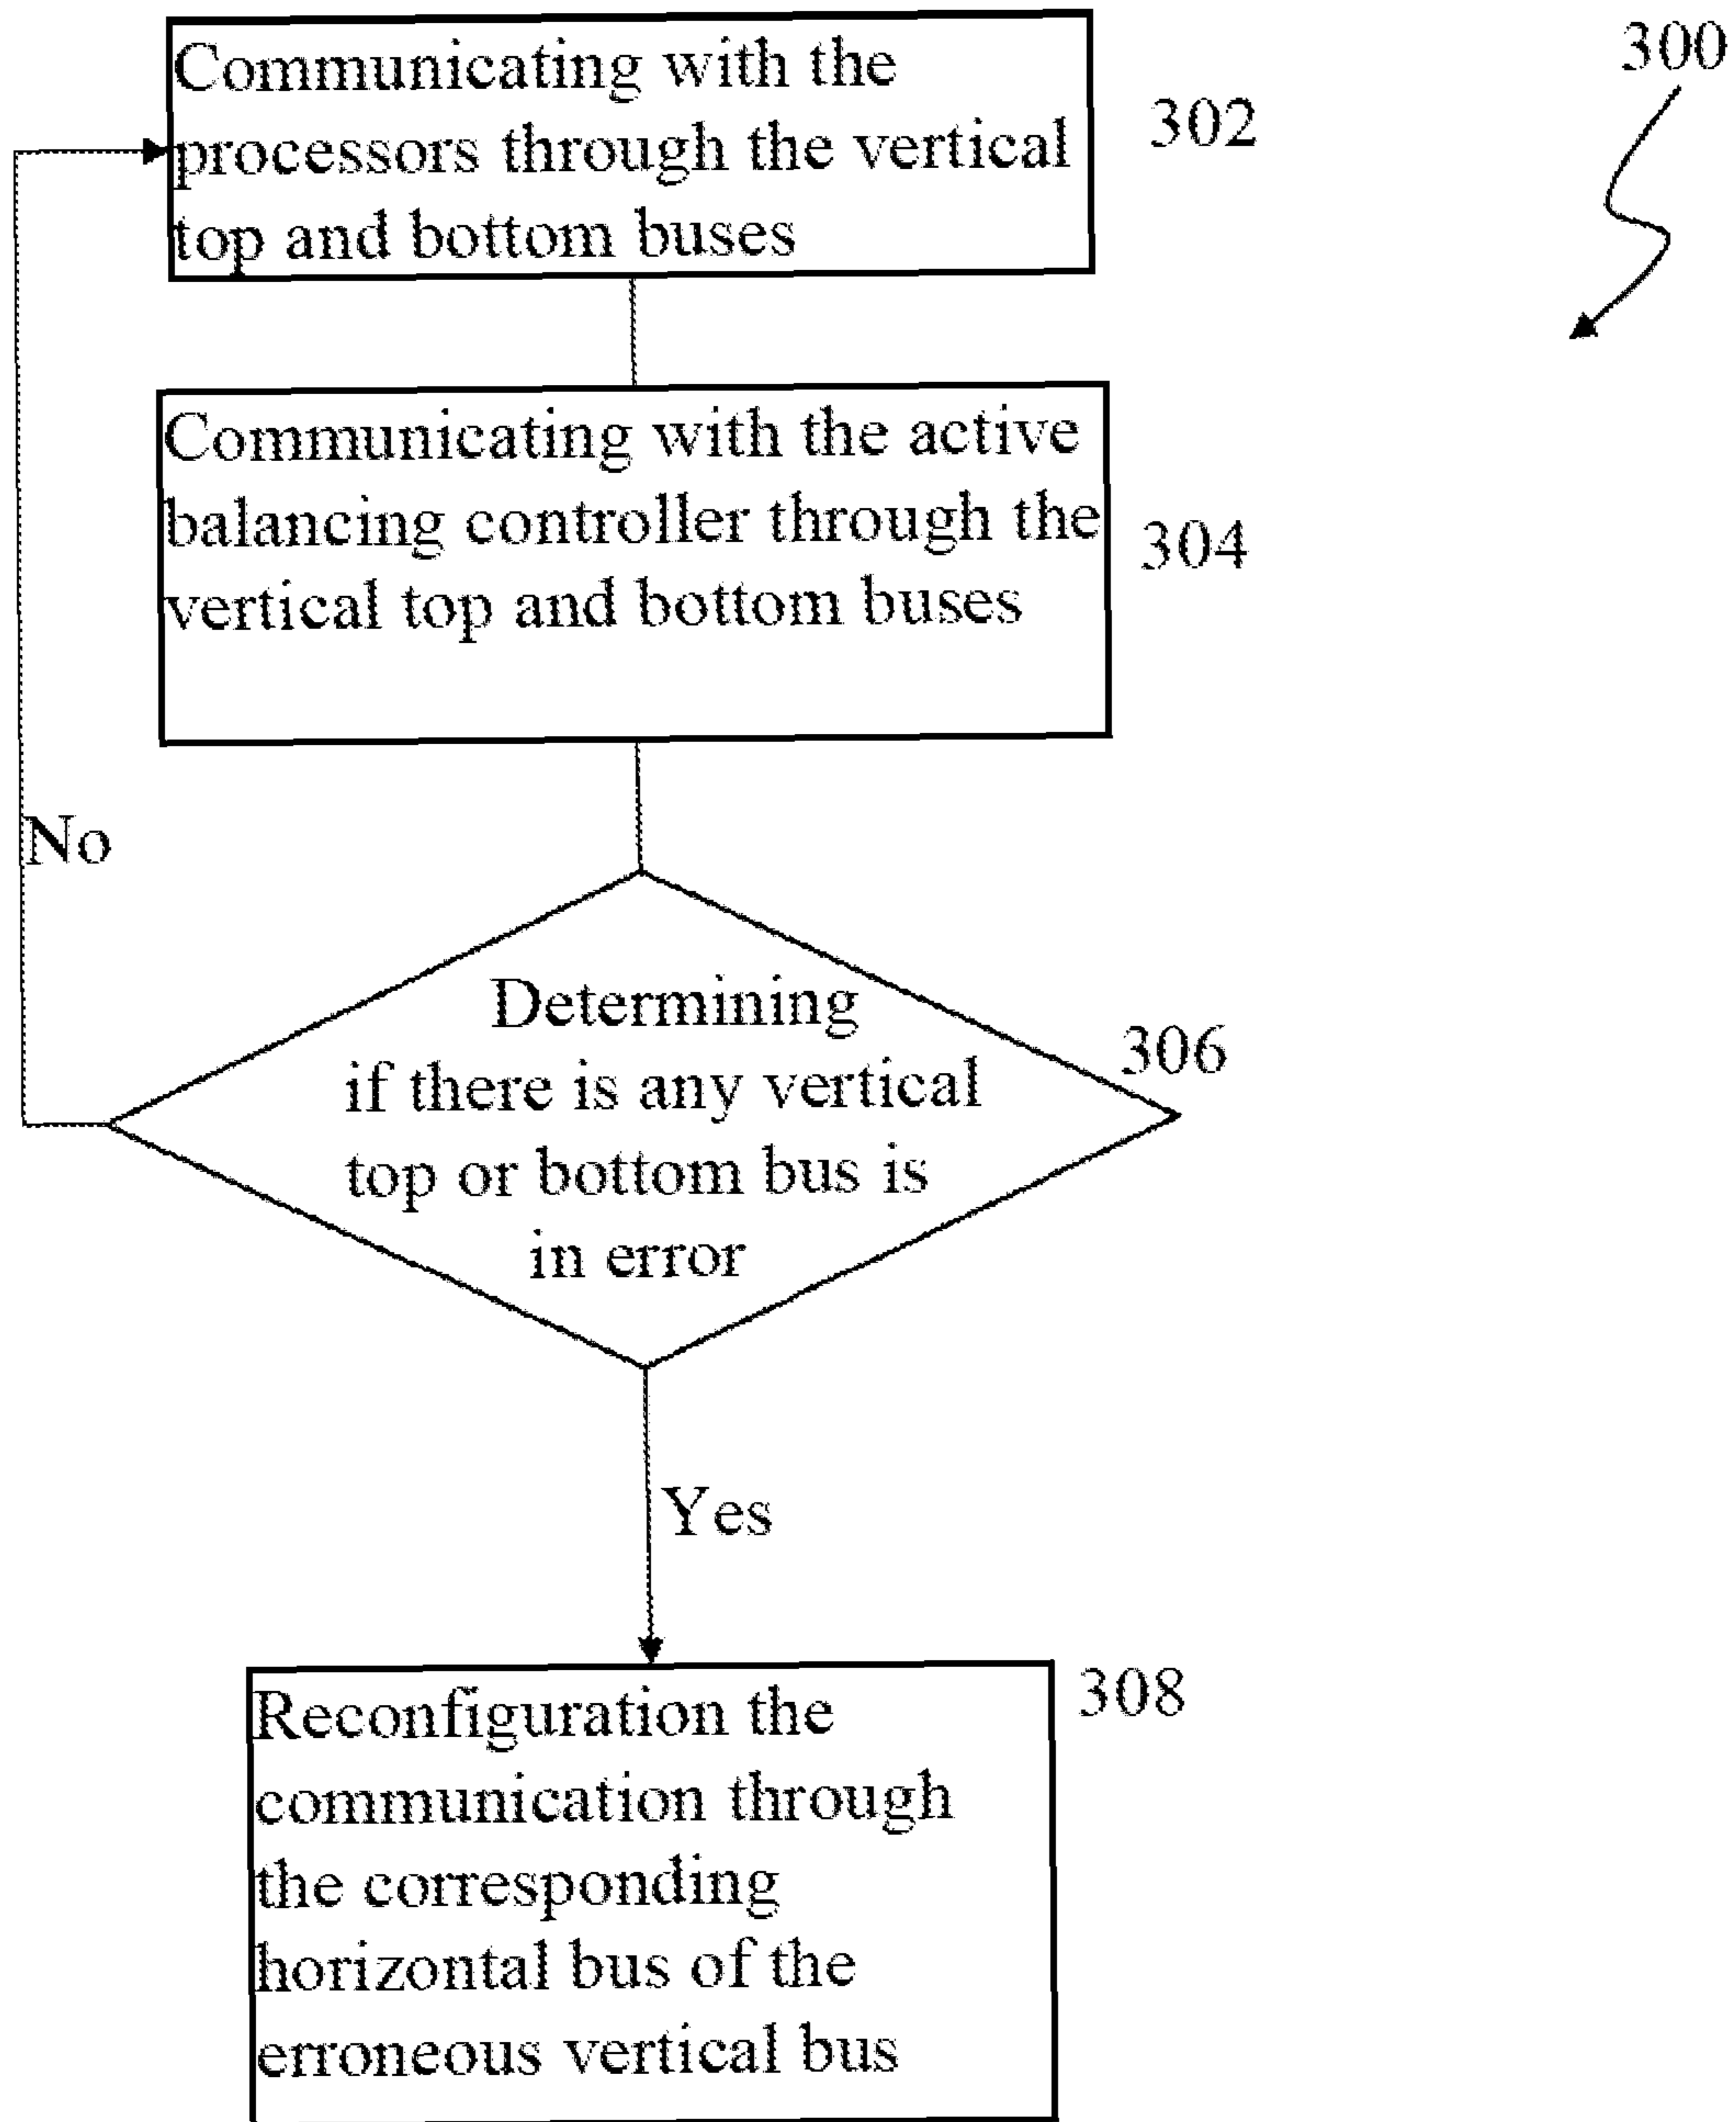 300
Communicating with the
processors through the vertical
top and bottom buses
302
Communicating with the active
balancing controller through the
vertical top and bottom buses
304
No
Determining
if there is any vertical
top or bottom bus is
in error
306
Yes
Reconfiguration the
communication through
the corresponding
horizontal bus of the
erroneous vertical bus
308